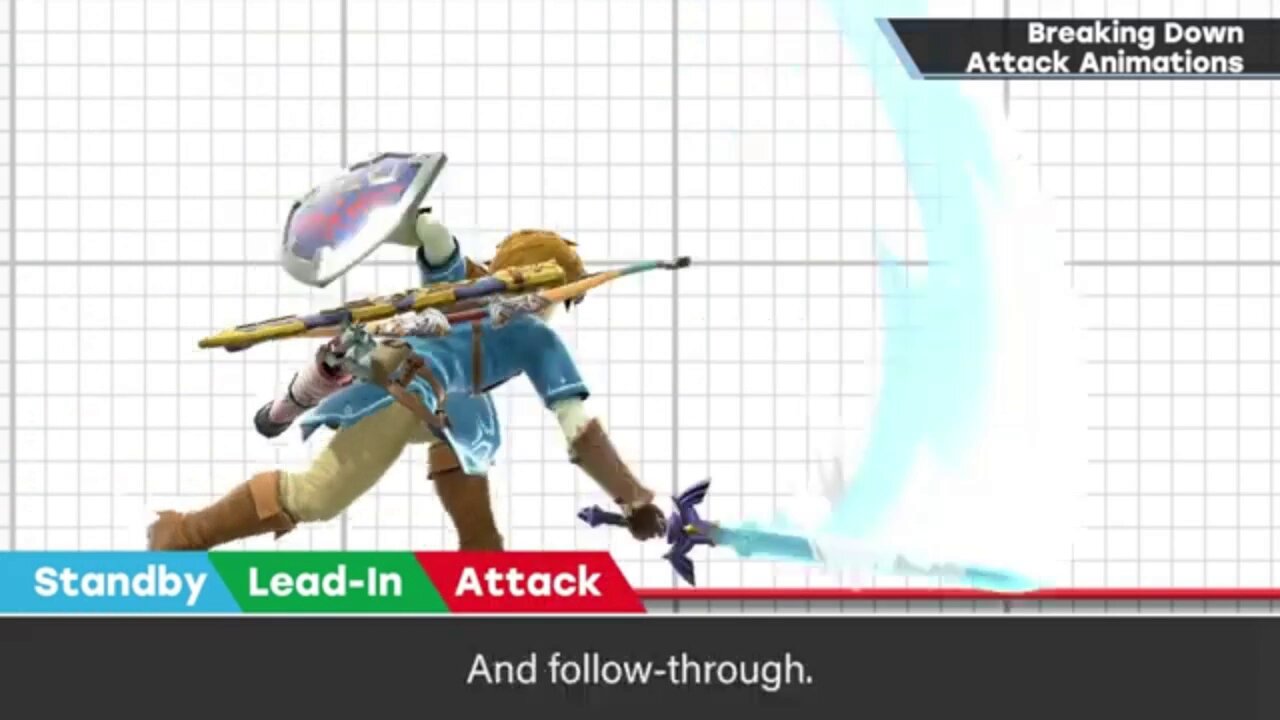 Breaking Down
Attack Animations
Standby
Lead-In
Attack
And follow-through.